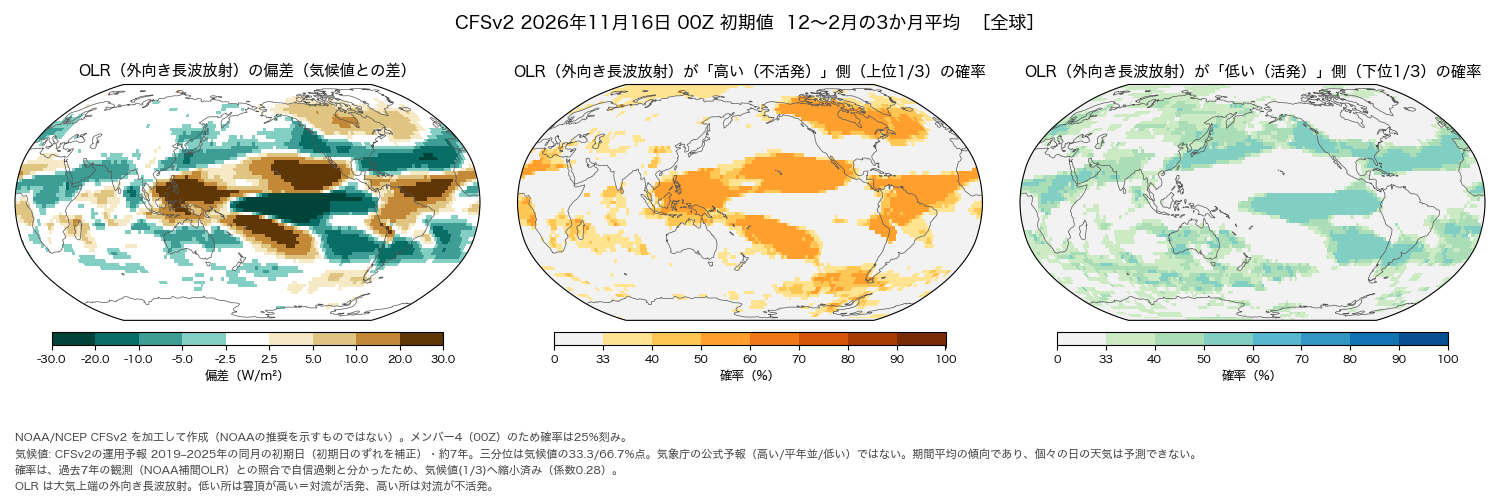 CFSv2 2026年11月16日 00Z 初期値 12～2月の3か月平均 ［全球］
OLR（外向き長波放射）の偏差（気候値との差）
OLR（外向き長波放射）が「高い（不活発）」側（上位1/3）の確率
OLR（外向き長波放射）が「低い（活発）」側（下位1/3）の確率
-30.0 -20.0 -10.0 -5.0 -2.5 2.5 5.0 10.0 20.0 30.0
偏差（W/m²）
0 33 40 50 60 70 80 90 100
確率（%）
0 33 40 50 60 70 80 90 100
確率（%）
NOAA/NCEP CFSv2 を加工して作成（NOAAの推奨を示すものではない）。メンバー4（00Z）のため確率は25%刻み。
気候値: CFSv2の運用予報 2019–2025年の同月の初期日（初期日のずれを補正）・約7年。三分位は気候値の33.3/66.7%点。気象庁の公式予報（高い/平年並/低い）ではない。期間平均の傾向であり、個々の日の天気は予測できない。
確率は、過去7年の観測（NOAA補間OLR）との照合で自信過剰と分かったため、気候値(1/3)へ縮小済み（係数0.28）。
OLR は大気上端の外向き長波放射。低い所は雲頂が高い＝対流が活発、高い所は対流が不活発。